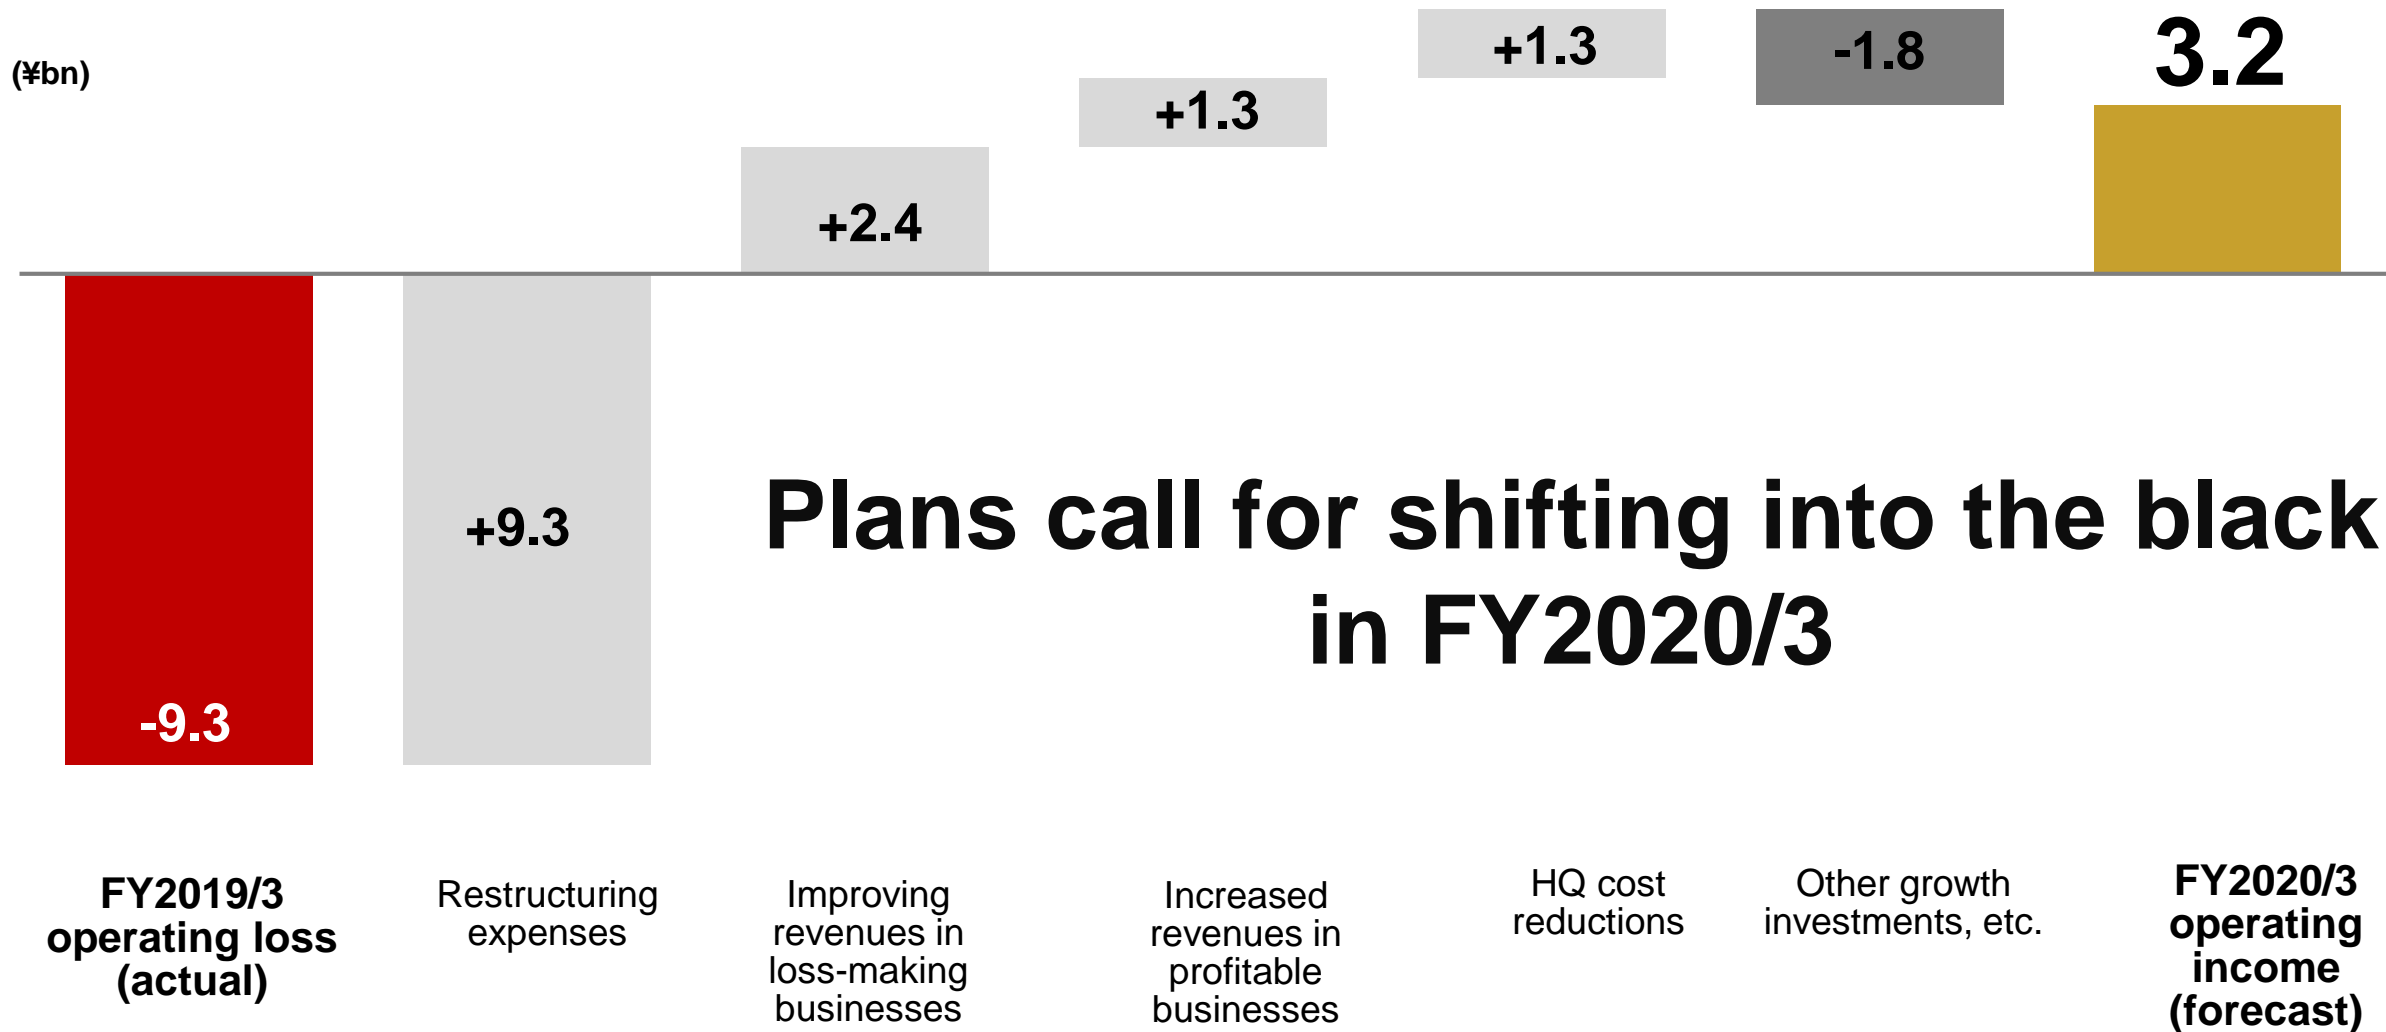 (¥bn)
-9.3
+9.3
+2.4
+1.3
+1.3
-1.8
3.2
Plans call for shifting into the black
in FY2020/3
FY2019/3
operating loss
(actual)
Restructuring
expenses
Improving
revenues in
loss-making
businesses
Increased
revenues in
profitable
businesses
HQ cost
reductions
Other growth
investments, etc.
FY2020/3
operating
income
(forecast)